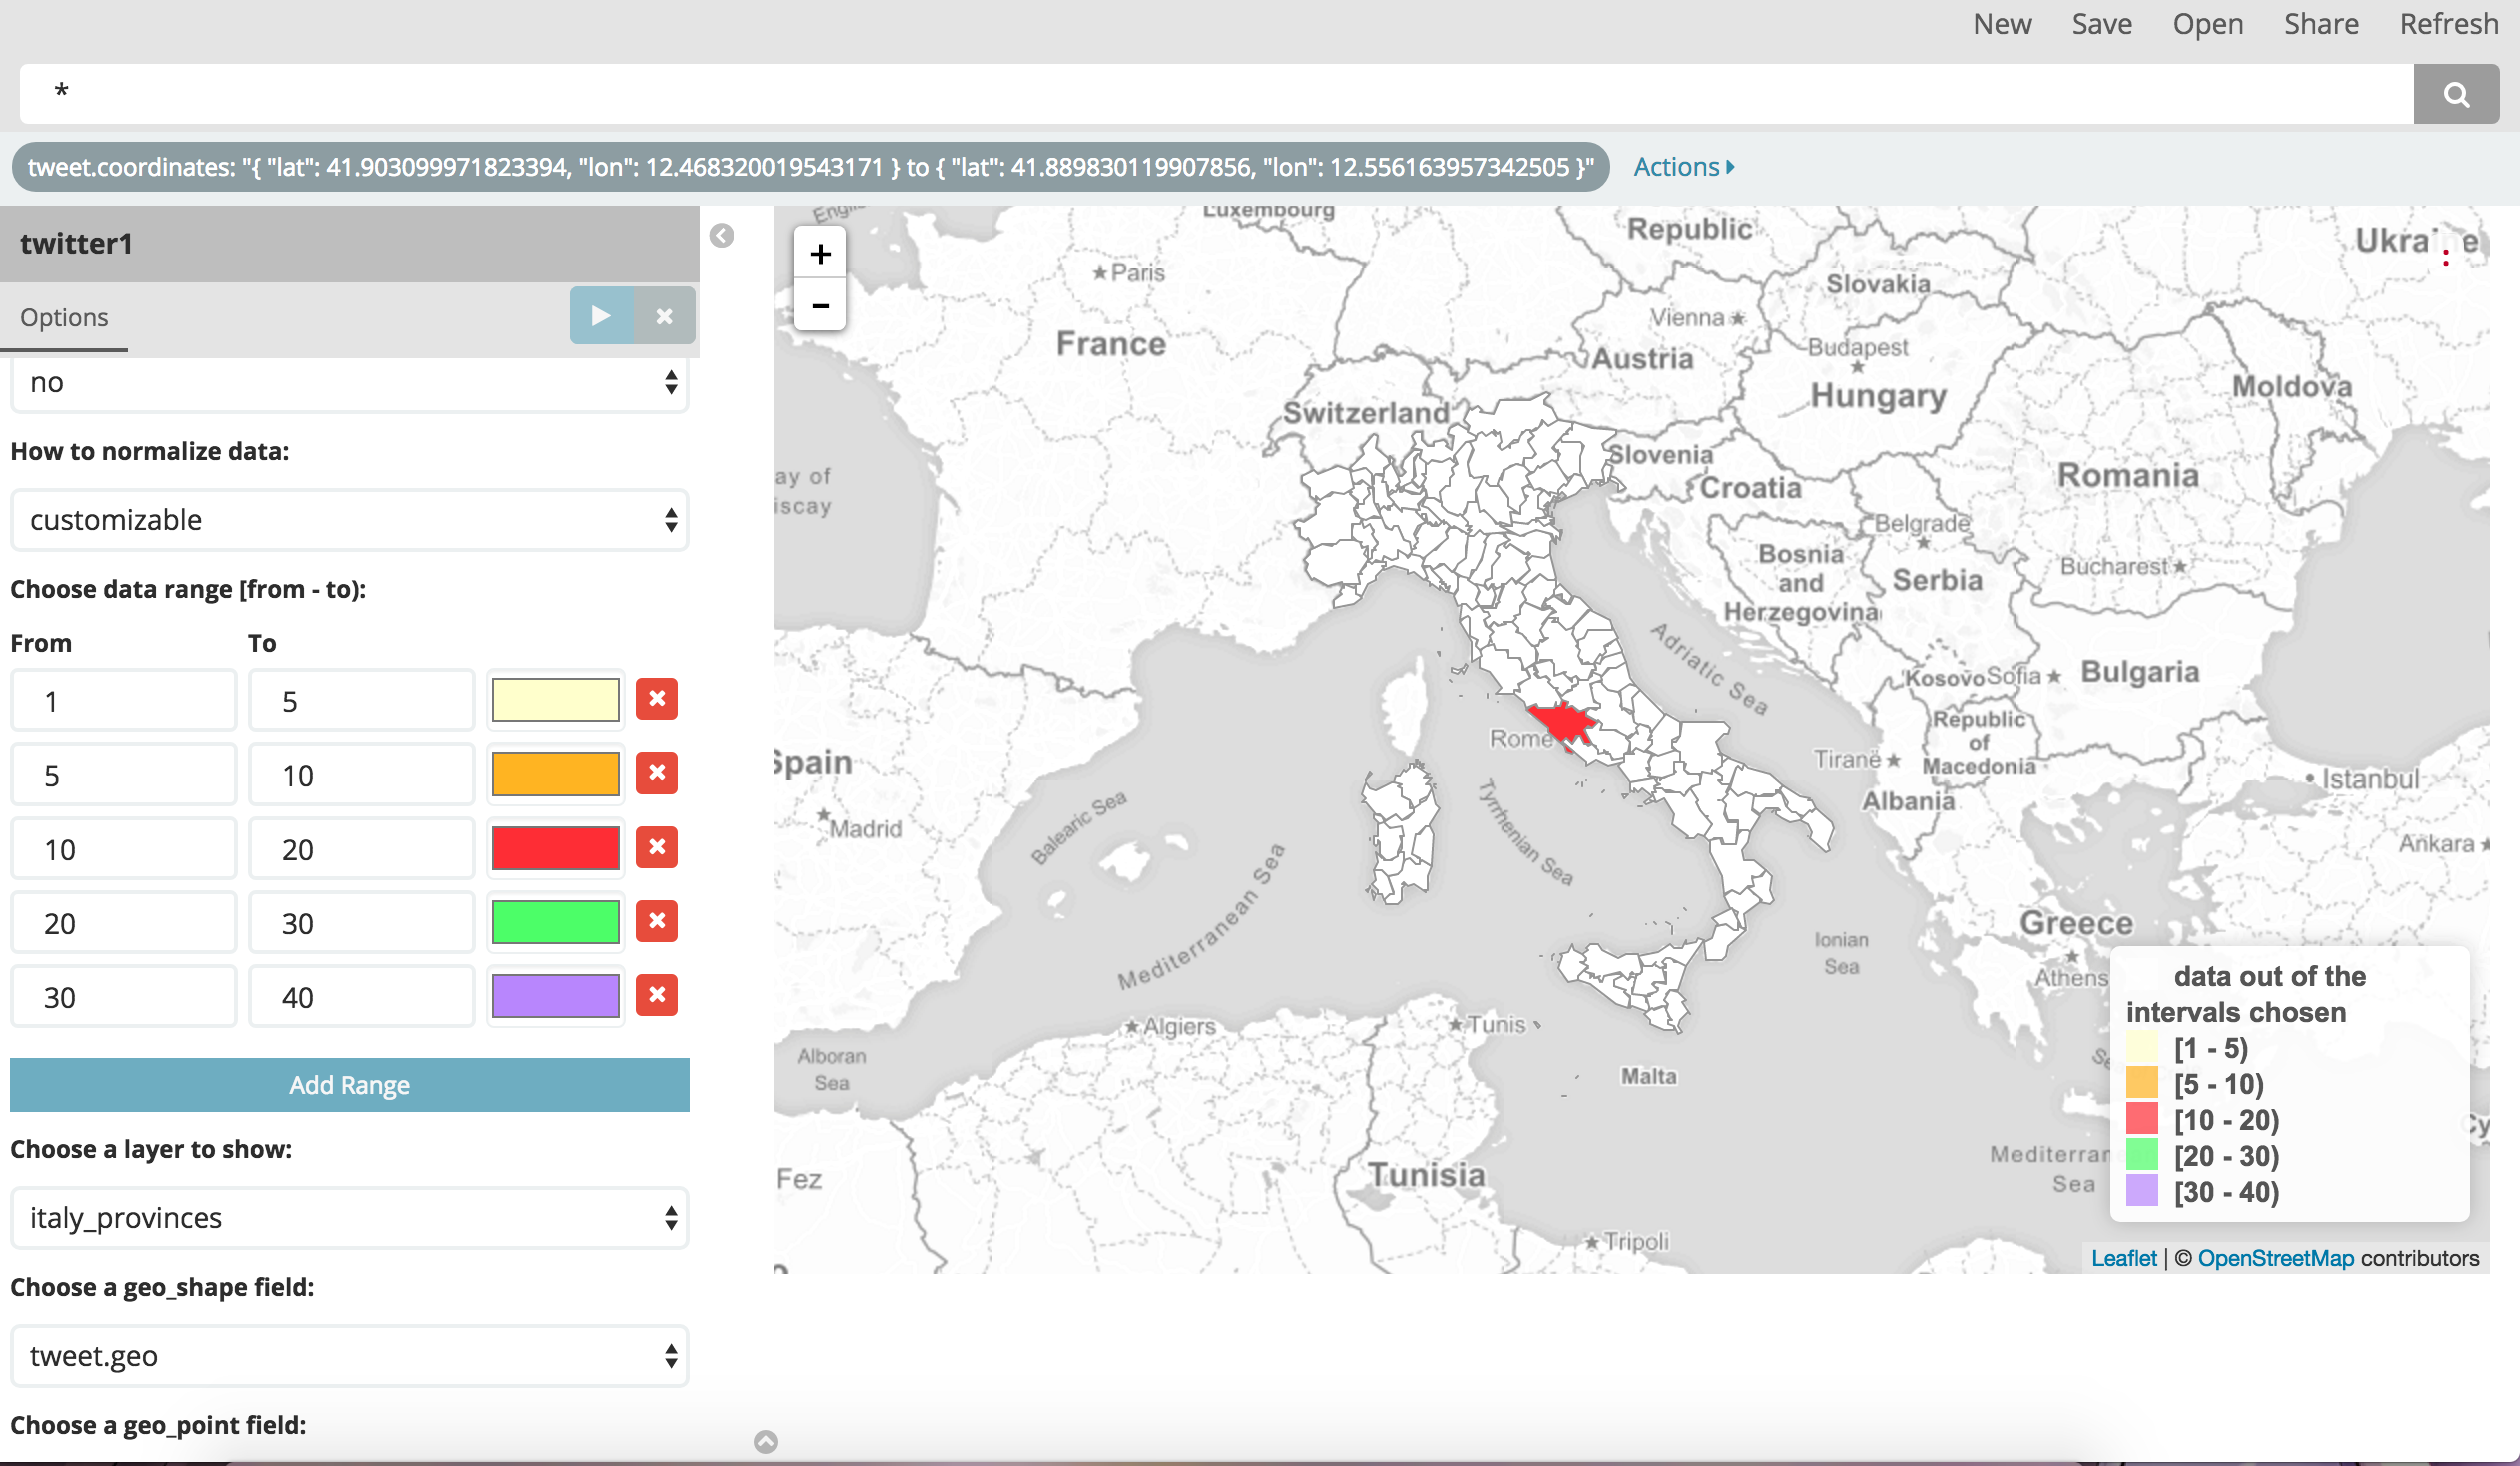 New Save Open Share Refresh
*
tweet.coordinates: "{ "lat": 41.903099971823394, "lon": 12.468320019543171 } to { "lat": 41.889830119907856, "lon": 12.556163957342505 }" Actions
twitter1
Options
no
How to normalize data:
customizable
Choose data range [from - to):
From To
1 5
5 10
10 20
20 30
30 40
Add Range
Choose a layer to show:
italy_provinces
Choose a geo_shape field:
tweet.geo
Choose a geo_point field:
+
-
Luxembourg
Republic
Ukraine
Paris
Slovakia
Vienna
France
Budapest
Austria
Moldova
Hungary
Switzerland
Slovenia
ay of
iscay
Croatia
Romania
Belgrade
Bosnia
and
Herzegovina
Serbia
Bucharest
Adriatic Sea
Kosovo
Sofia
Bulgaria
Republic
of
Macedonia
Rome
Tiranë
Spain
Istanbul
Albania
Madrid
Balearic Sea
Tyrrhenian Sea
Ankara
Mediterranean Sea
Greece
Ionian
Sea
Athens
Algiers
Tunis
Alboran
Sea
Malta
Fez
Tunisia
Mediterran
Sea
Tripoli
Cy
data out of the
intervals chosen
[1 - 5)
[5 - 10)
[10 - 20)
[20 - 30)
[30 - 40)
Leaflet | © OpenStreetMap contributors